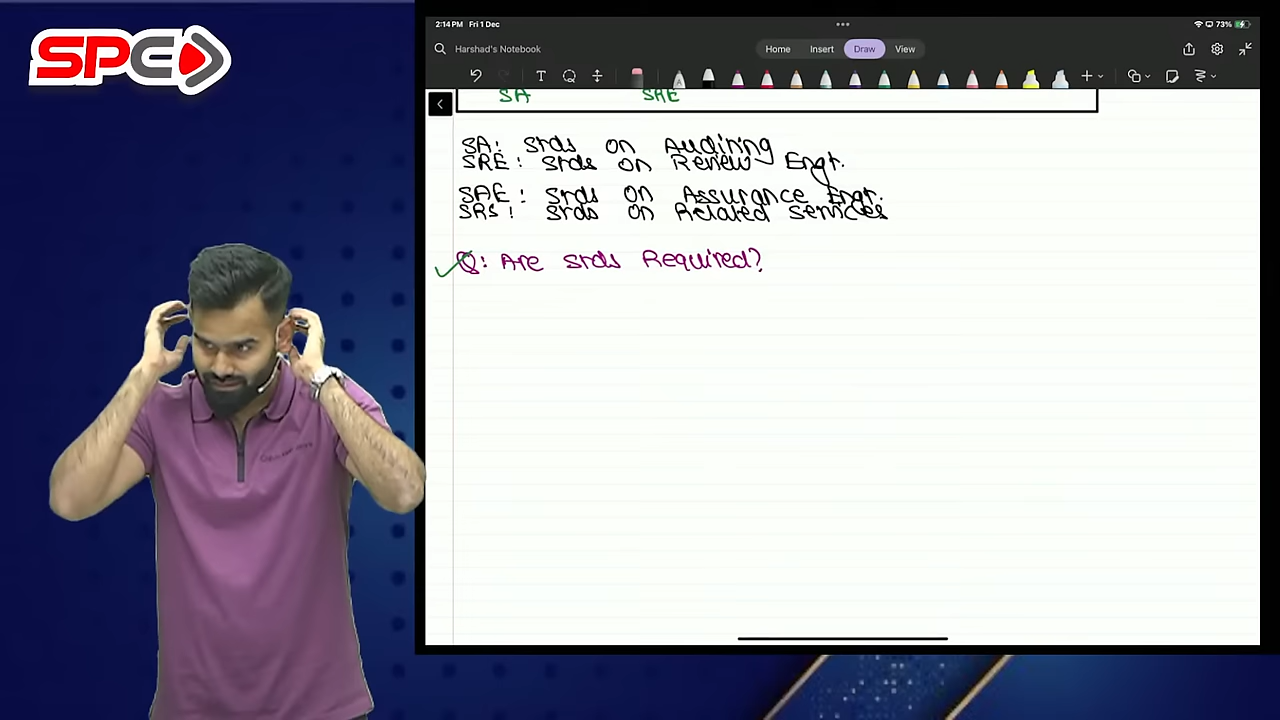 SPC
2:14 PM Fri 1 Dec
73%
Harshad's Notebook
Home Insert Draw View
SA SRE
SA: Stds on Auditing
SRE: Stds on Review Engt.
SAE: Stds on Assurance Engt.
SRS: Stds on Related Services
Q: Are Stds Required?